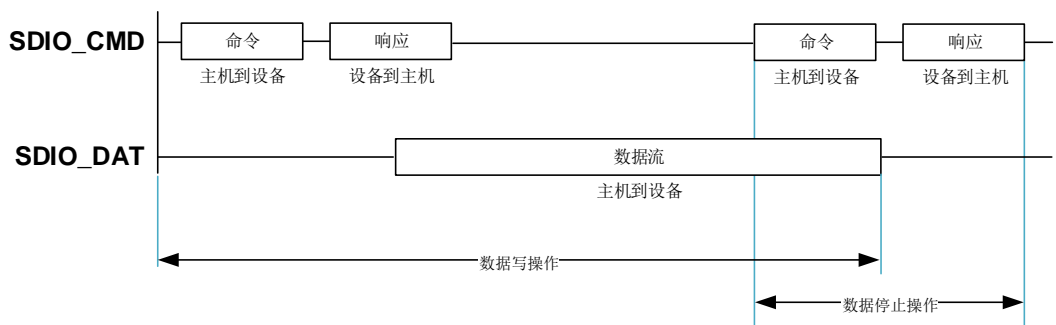 SDIO_CMD
命令
响应
命令
响应
主机到设备
设备到主机
主机到设备
设备到主机
SDIO_DAT
数据流
主机到设备
数据写操作
数据停止操作